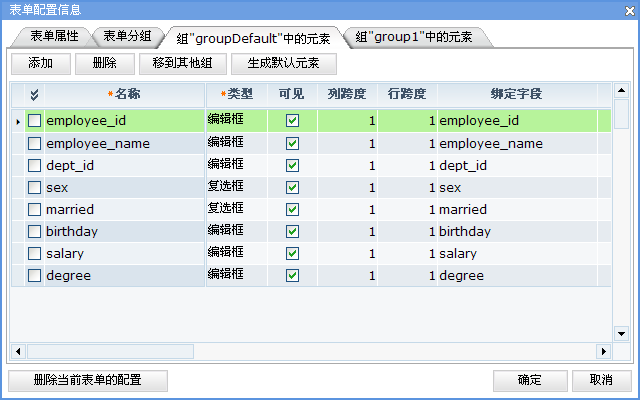 表单配置信息
表单属性 表单分组 组"groupDefault"中的元素 组"group1"中的元素
添加 删除 移到其他组 生成默认元素
*名称 *类型 可见 列跨度 行跨度 绑定字段
employee_id 编辑框 1 1 employee_id
employee_name 编辑框 1 1 employee_name
dept_id 编辑框 1 1 dept_id
sex 复选框 1 1 sex
married 复选框 1 1 married
birthday 编辑框 1 1 birthday
salary 编辑框 1 1 salary
degree 编辑框 1 1 degree
删除当前表单的配置 确定 取消